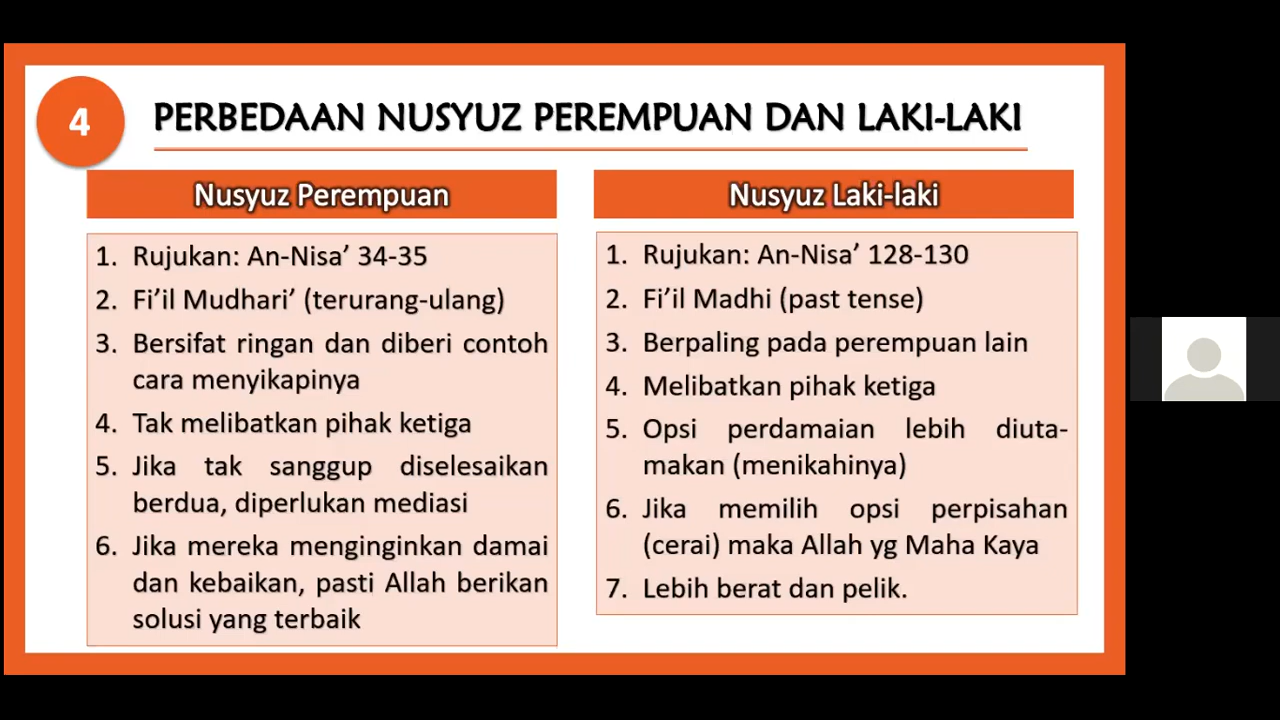 4
PERBEDAAN NUSYUZ PEREMPUAN DAN LAKI-LAKI
Nusyuz Perempuan
1. Rujukan: An-Nisa’ 34-35
2. Fi’il Mudhari’ (terurang-ulang)
3. Bersifat ringan dan diberi contoh
cara menyikapinya
4. Tak melibatkan pihak ketiga
5. Jika tak sanggup diselesaikan
berdua, diperlukan mediasi
6. Jika mereka menginginkan damai
dan kebaikan, pasti Allah berikan
solusi yang terbaik
Nusyuz Laki-laki
1. Rujukan: An-Nisa’ 128-130
2. Fi’il Madhi (past tense)
3. Berpaling pada perempuan lain
4. Melibatkan pihak ketiga
5. Opsi perdamaian lebih diuta-
makan (menikahinya)
6. Jika memilih opsi perpisahan
(cerai) maka Allah yg Maha Kaya
7. Lebih berat dan pelik.